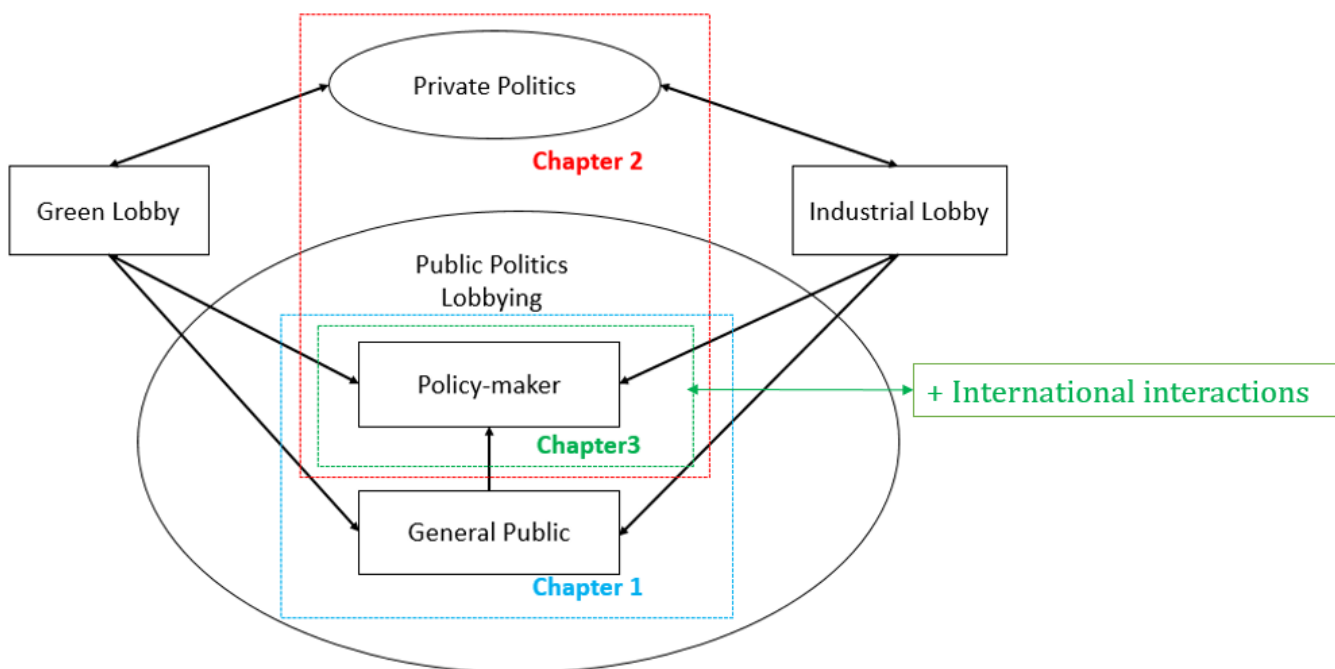 Private Politics
Chapter 2
Green Lobby
Industrial Lobby
Public Politics
Lobbying
Policy-maker
+ International interactions
Chapter3
General Public
Chapter 1